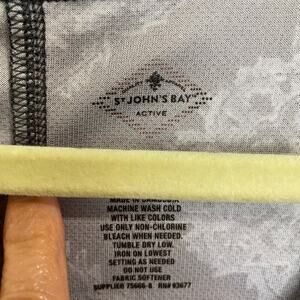 ST JOHN'S BAY™
ACTIVE
MADE IN CAMBODIA
MACHINE WASH COLD
WITH LIKE COLORS
USE ONLY NON-CHLORINE
BLEACH WHEN NEEDED.
TUMBLE DRY LOW.
IRON ON LOWEST
SETTING AS NEEDED
DO NOT USE
FABRIC SOFTENER
SUPPLIER 75666-8 RN# 93677